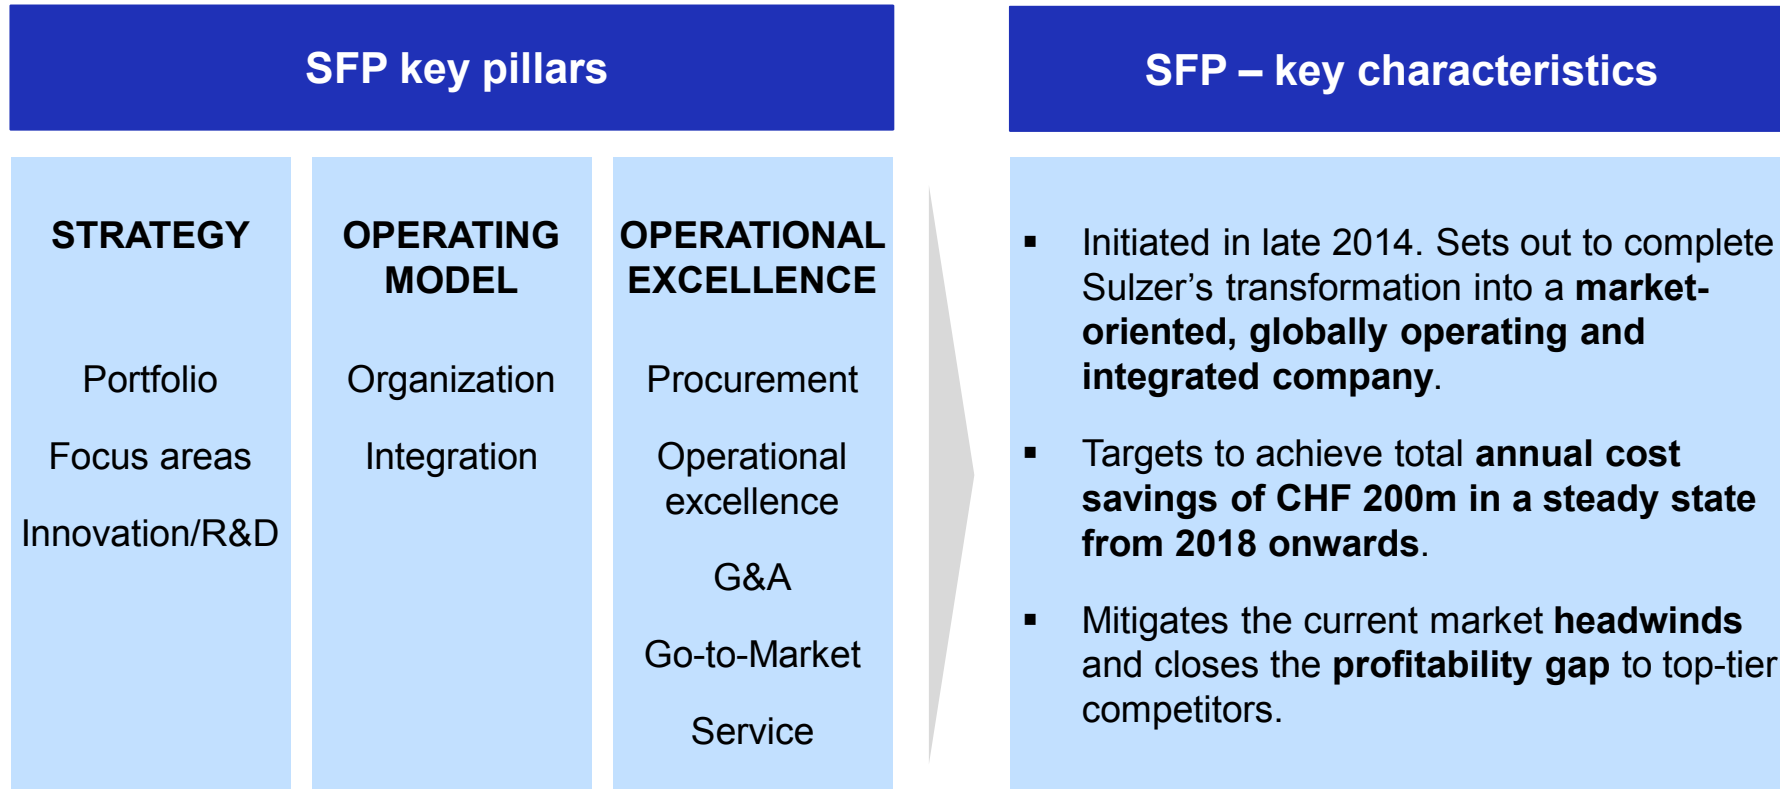 SFP key pillars
SFP – key characteristics
STRATEGY
Portfolio
Focus areas
Innovation/R&D
OPERATING
MODEL
Organization
Integration
OPERATIONAL
EXCELLENCE
Procurement
Operational
excellence
G&A
Go-to-Market
Service
▪ Initiated in late 2014. Sets out to complete
Sulzer’s transformation into a market-
oriented, globally operating and
integrated company.
▪ Targets to achieve total annual cost
savings of CHF 200m in a steady state
from 2018 onwards.
▪ Mitigates the current market headwinds
and closes the profitability gap to top-tier
competitors.